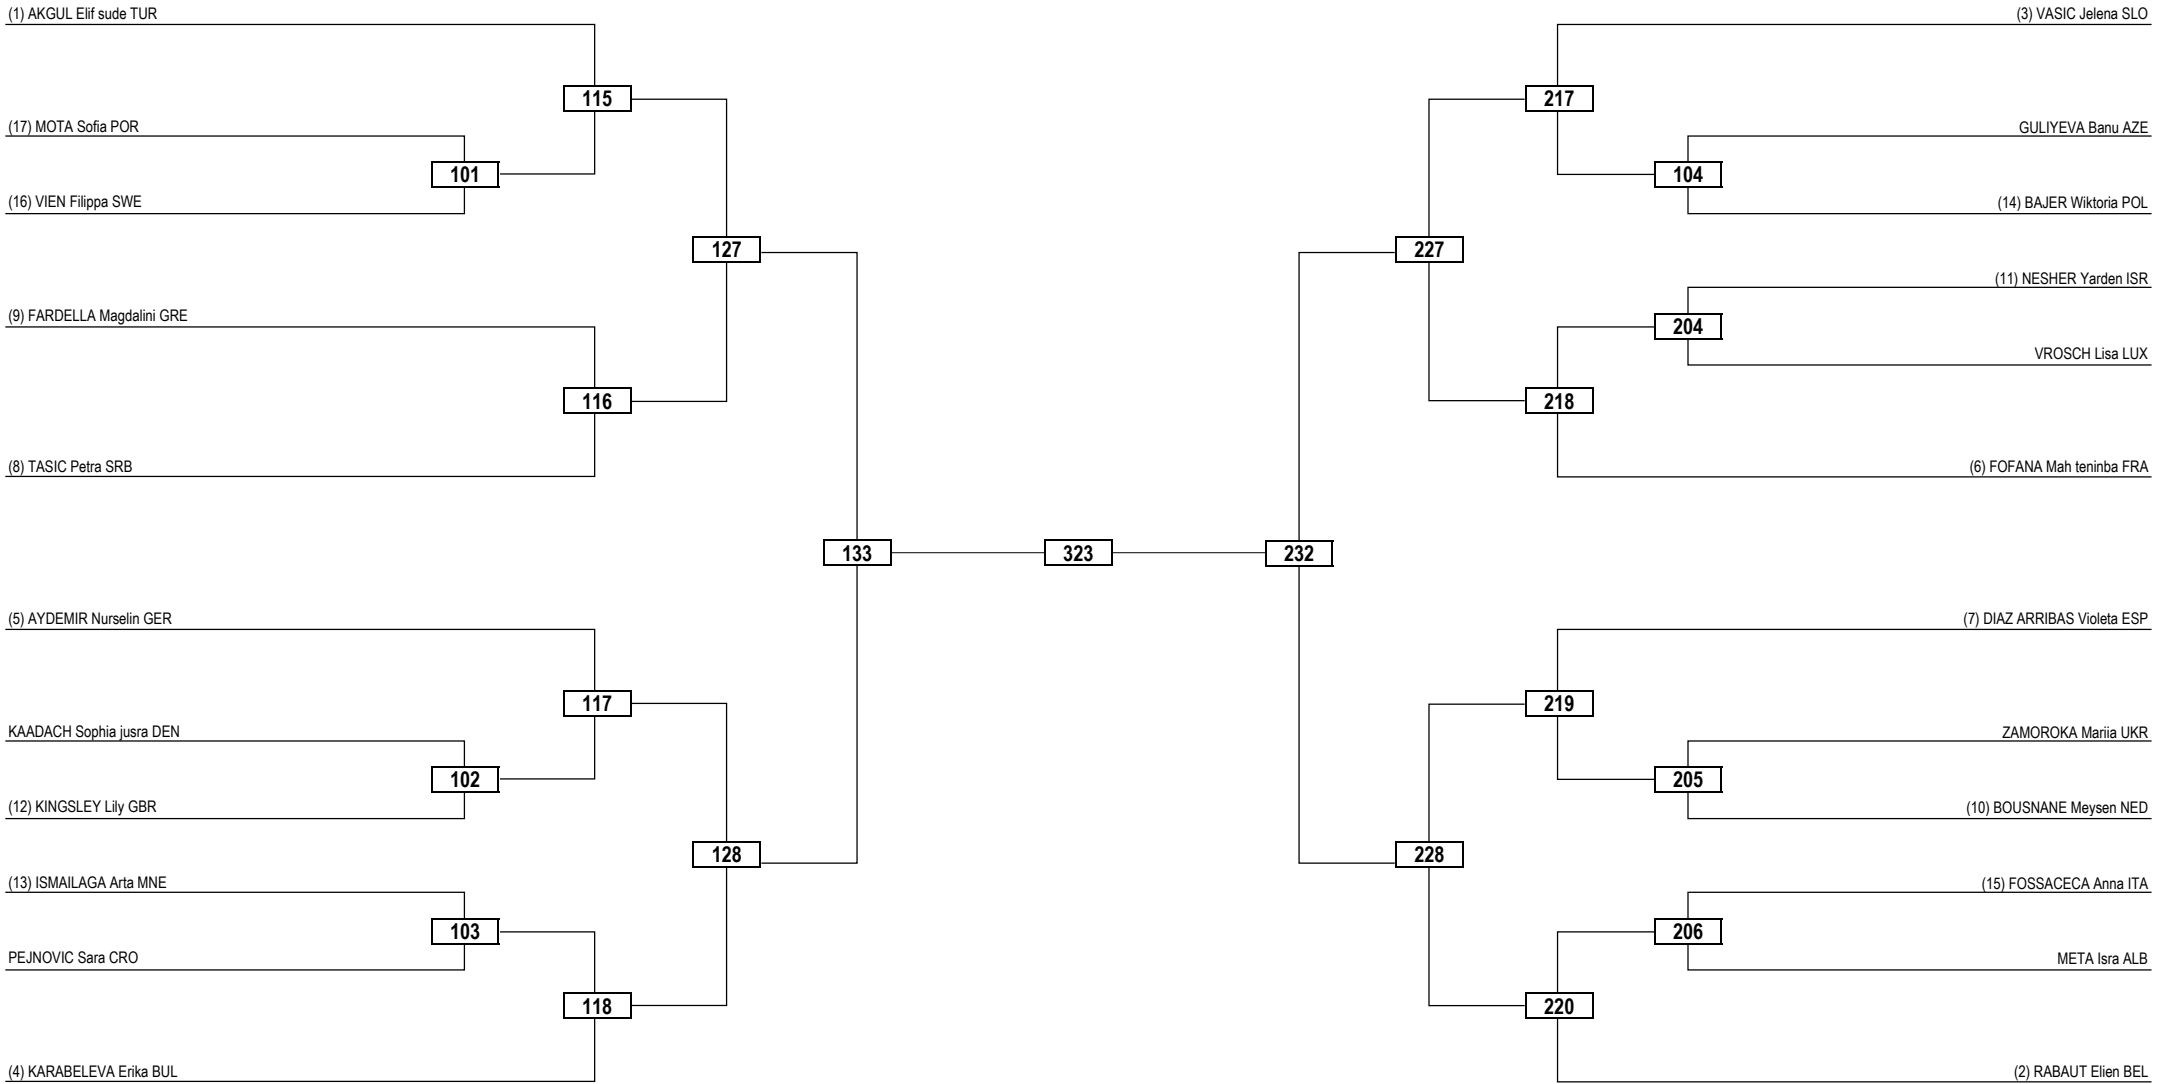 (1) AKGUL Elif sude TUR
115
(17) MOTA Sofia POR
101
(16) VIEN Filippa SWE
127
(9) FARDELLA Magdalini GRE
116
(8) TASIC Petra SRB
133
(5) AYDEMIR Nurselin GER
117
KAADACH Sophia jusra DEN
102
(12) KINGSLEY Lily GBR
128
(13) ISMAILAGA Arta MNE
103
PEJNOVIC Sara CRO
118
(4) KARABELEVA Erika BUL
323
(3) VASIC Jelena SLO
217
GULIYEVA Banu AZE
104
(14) BAJER Wiktoria POL
227
(11) NESHER Yarden ISR
204
VROSCH Lisa LUX
218
(6) FOFANA Mah teninba FRA
232
(7) DIAZ ARRIBAS Violeta ESP
219
ZAMOROKA Mariia UKR
205
(10) BOUSNANE Meysen NED
228
(15) FOSSACECA Anna ITA
206
META Isra ALB
220
(2) RABAUT Elien BEL